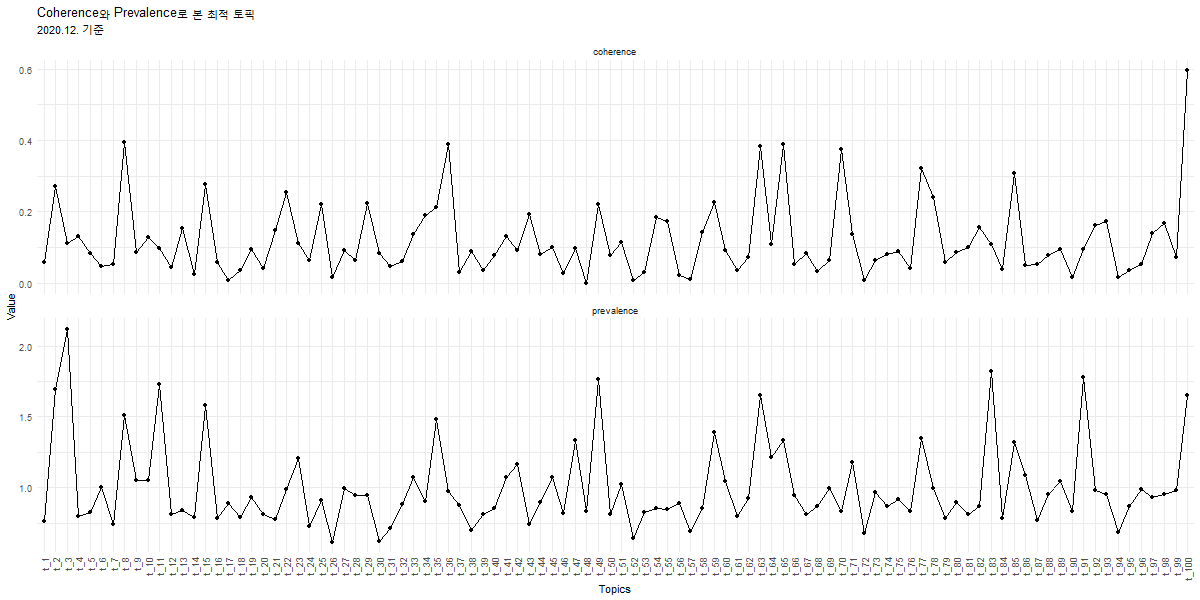 Coherence와 Prevalence로 본 최적 토픽
2020.12. 기준
coherence
0.6
0.4
0.2
0.0
Value
prevalence
2.0
1.5
1.0
t_1 t_2 t_3 t_4 t_5 t_6 t_7 t_8 t_9 t_10 t_11 t_12 t_13 t_14 t_15 t_16 t_17 t_18 t_19 t_20 t_21 t_22 t_23 t_24 t_25 t_26 t_27 t_28 t_29 t_30 t_31 t_32 t_33 t_34 t_35 t_36 t_37 t_38 t_39 t_40 t_41 t_42 t_43 t_44 t_45 t_46 t_47 t_48 t_49 t_50 t_51 t_52 t_53 t_54 t_55 t_56 t_57 t_58 t_59 t_60 t_61 t_62 t_63 t_64 t_65 t_66 t_67 t_68 t_69 t_70 t_71 t_72 t_73 t_74 t_75 t_76 t_77 t_78 t_79 t_80 t_81 t_82 t_83 t_84 t_85 t_86 t_87 t_88 t_89 t_90 t_91 t_92 t_93 t_94 t_95 t_96 t_97 t_98 t_99 t_100
Topics